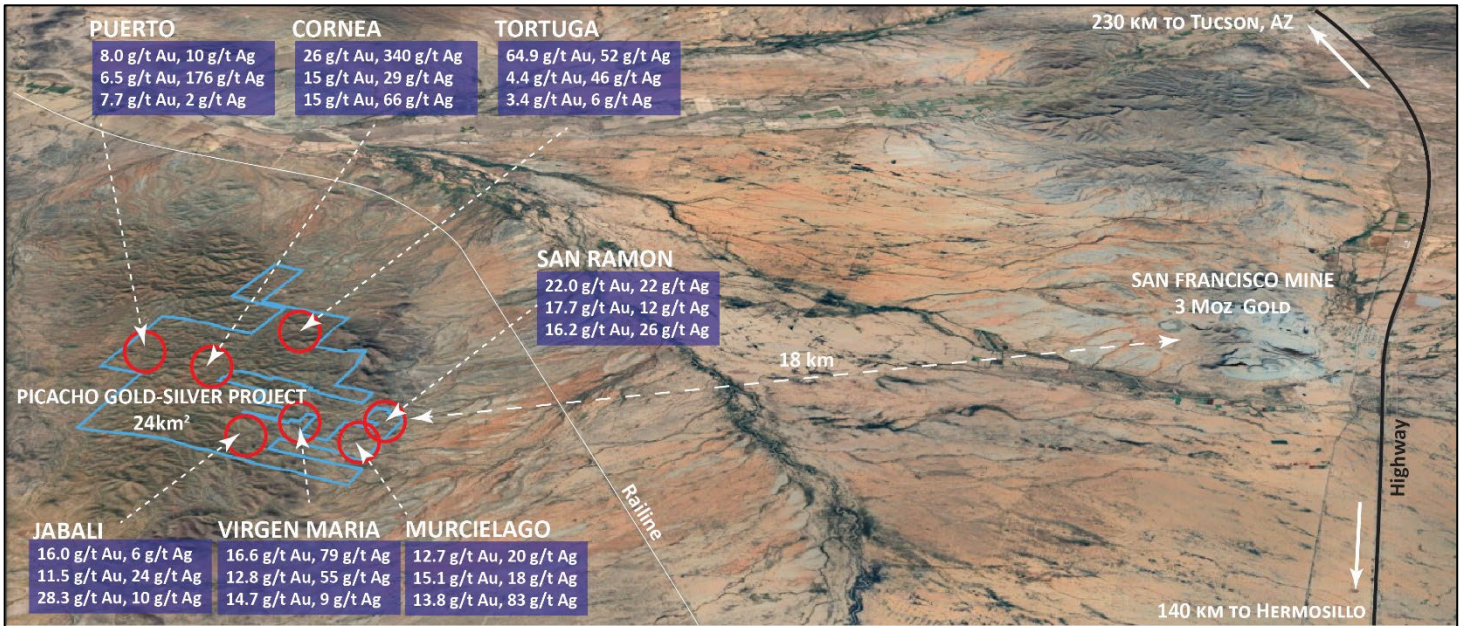 PUERTO
8.0 g/t Au, 10 g/t Ag
6.5 g/t Au, 176 g/t Ag
7.7 g/t Au, 2 g/t Ag
CORNEA
26 g/t Au, 340 g/t Ag
15 g/t Au, 29 g/t Ag
15 g/t Au, 66 g/t Ag
TORTUGA
64.9 g/t Au, 52 g/t Ag
4.4 g/t Au, 46 g/t Ag
3.4 g/t Au, 6 g/t Ag
230 KM TO TUCSON, AZ
SAN RAMON
22.0 g/t Au, 22 g/t Ag
17.7 g/t Au, 12 g/t Ag
16.2 g/t Au, 26 g/t Ag
SAN FRANCISCO MINE
3 MOZ GOLD
18 km
PICACHO GOLD-SILVER PROJECT
24km²
Railine
Highway
JABALI
16.0 g/t Au, 6 g/t Ag
11.5 g/t Au, 24 g/t Ag
28.3 g/t Au, 10 g/t Ag
VIRGEN MARIA
16.6 g/t Au, 79 g/t Ag
12.8 g/t Au, 55 g/t Ag
14.7 g/t Au, 9 g/t Ag
MURCIELAGO
12.7 g/t Au, 20 g/t Ag
15.1 g/t Au, 18 g/t Ag
13.8 g/t Au, 83 g/t Ag
140 KM TO HERMOSILLO